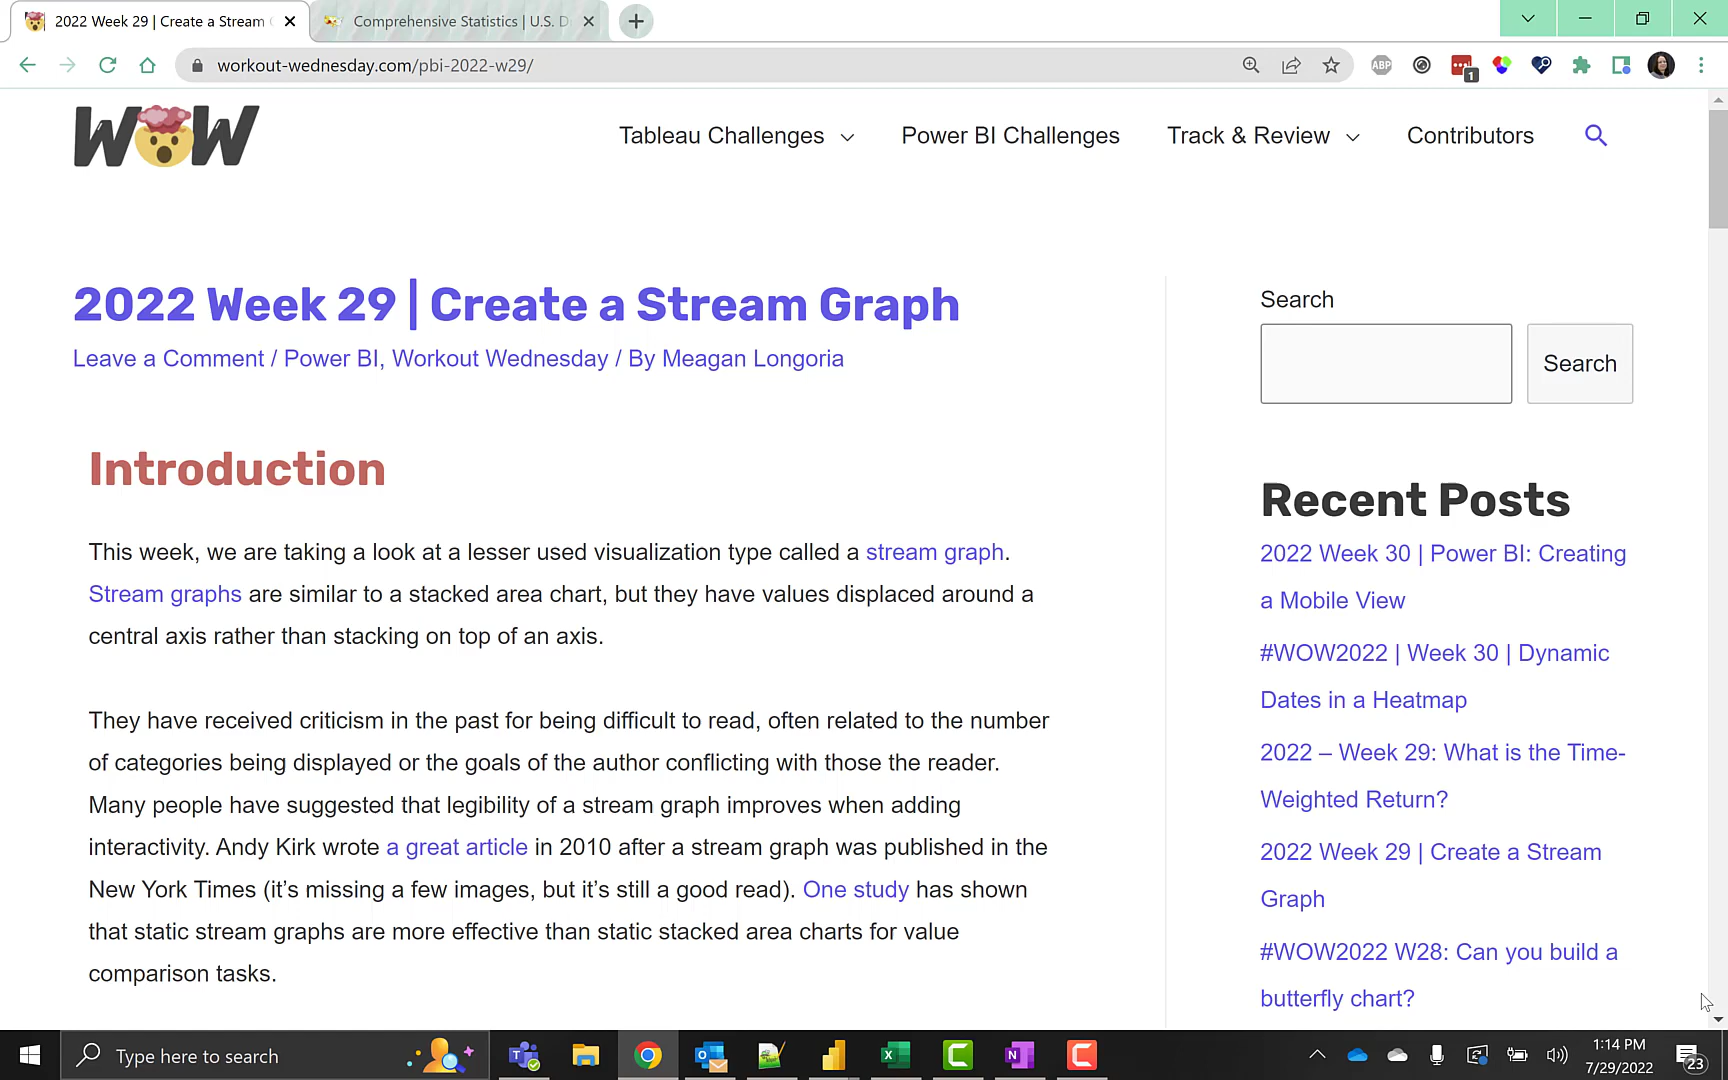 2022 Week 29 | Create a Stream
Comprehensive Statistics | U.S. D
workout-wednesday.com/pbi-2022-w29/
ABP
1
WOW
Tableau Challenges
Power BI Challenges
Track & Review
Contributors
2022 Week 29 | Create a Stream Graph
Leave a Comment / Power BI, Workout Wednesday / By Meagan Longoria
Introduction
This week, we are taking a look at a lesser used visualization type called a stream graph.
Stream graphs are similar to a stacked area chart, but they have values displaced around a
central axis rather than stacking on top of an axis.
They have received criticism in the past for being difficult to read, often related to the number
of categories being displayed or the goals of the author conflicting with those the reader.
Many people have suggested that legibility of a stream graph improves when adding
interactivity. Andy Kirk wrote a great article in 2010 after a stream graph was published in the
New York Times (it's missing a few images, but it's still a good read). One study has shown
that static stream graphs are more effective than static stacked area charts for value
comparison tasks.
Search
Search
Recent Posts
2022 Week 30 | Power BI: Creating
a Mobile View
#WOW2022 | Week 30 | Dynamic
Dates in a Heatmap
2022 – Week 29: What is the Time-
Weighted Return?
2022 Week 29 | Create a Stream
Graph
#WOW2022 W28: Can you build a
butterfly chart?
Type here to search
1:14 PM
7/29/2022
23